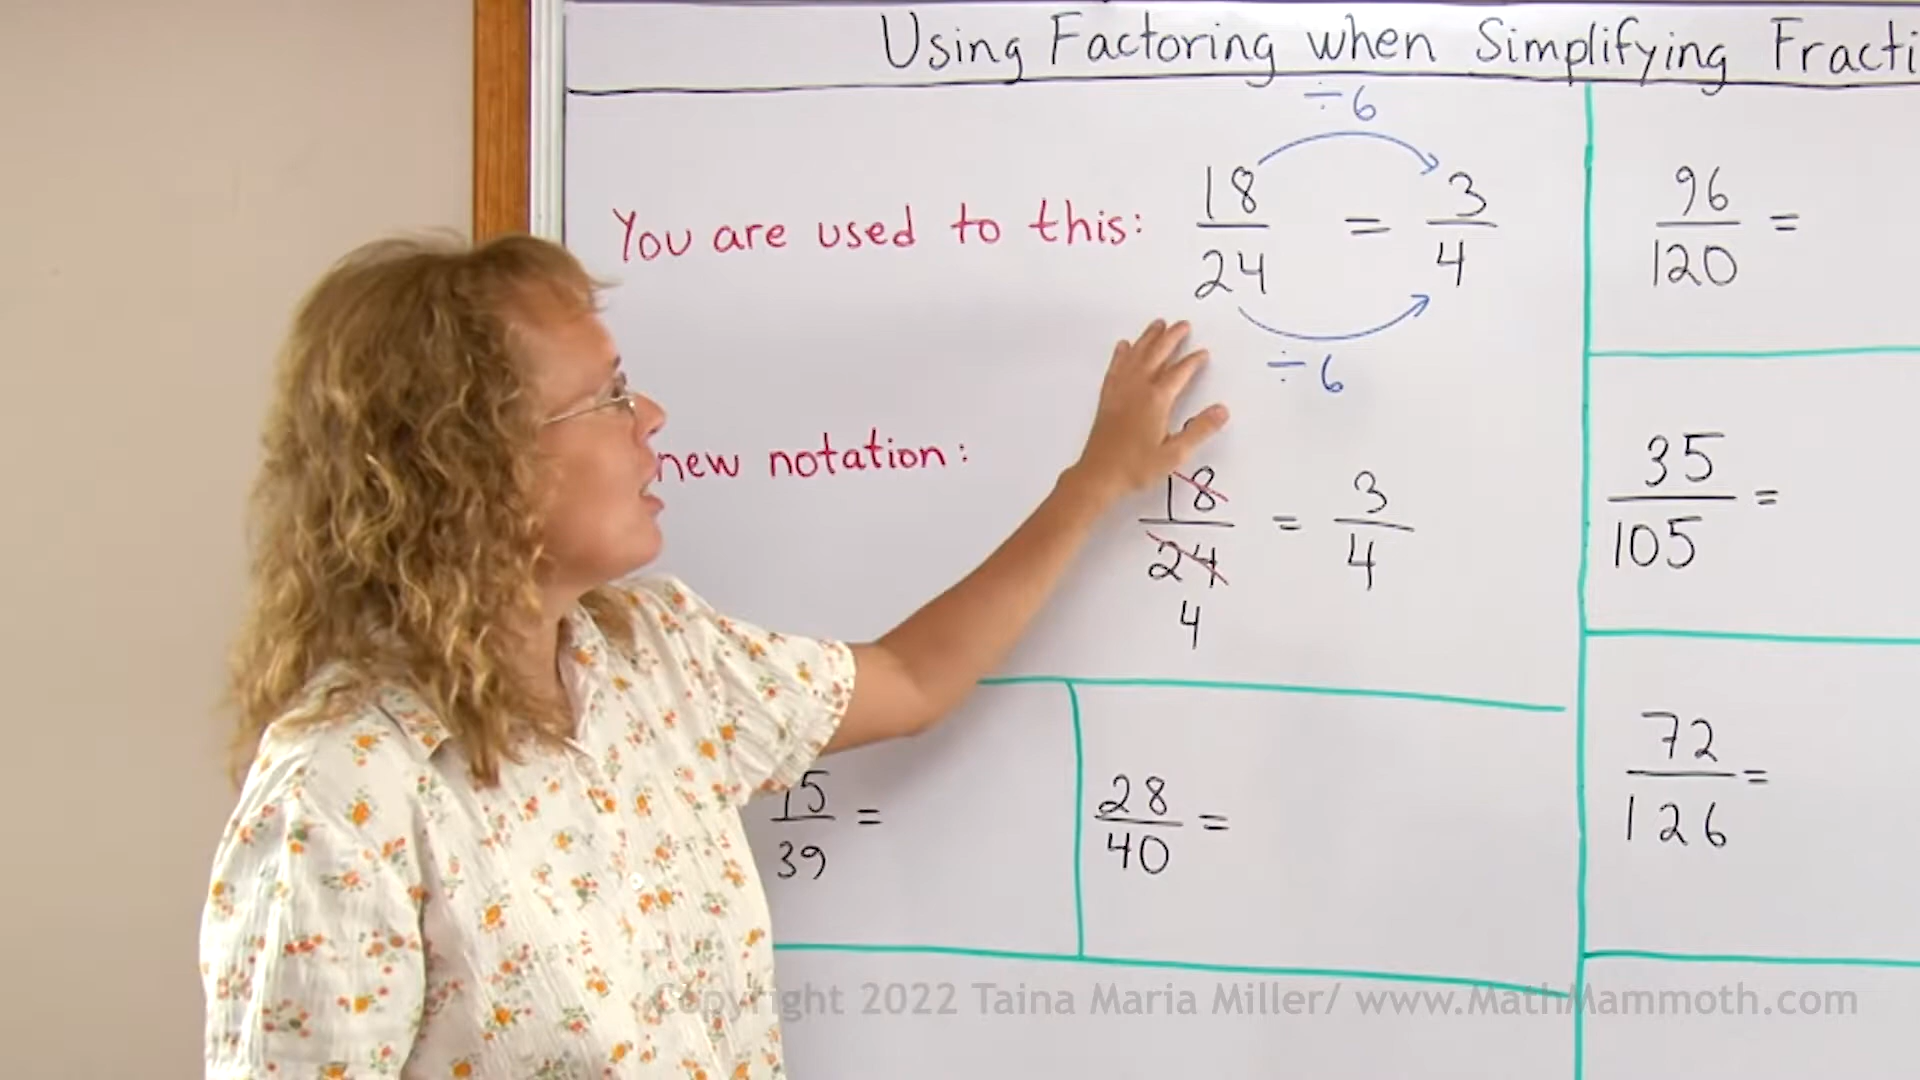 Using Factoring when Simplifying Fracti
÷6
You are used to this: 18/24 = 3/4
÷6
new notation:
18/24 = 3/4
4
15/39 =
28/40 =
96/120 =
35/105 =
72/126 =
Copyright 2022 Taina Maria Miller/ www.MathMammoth.com